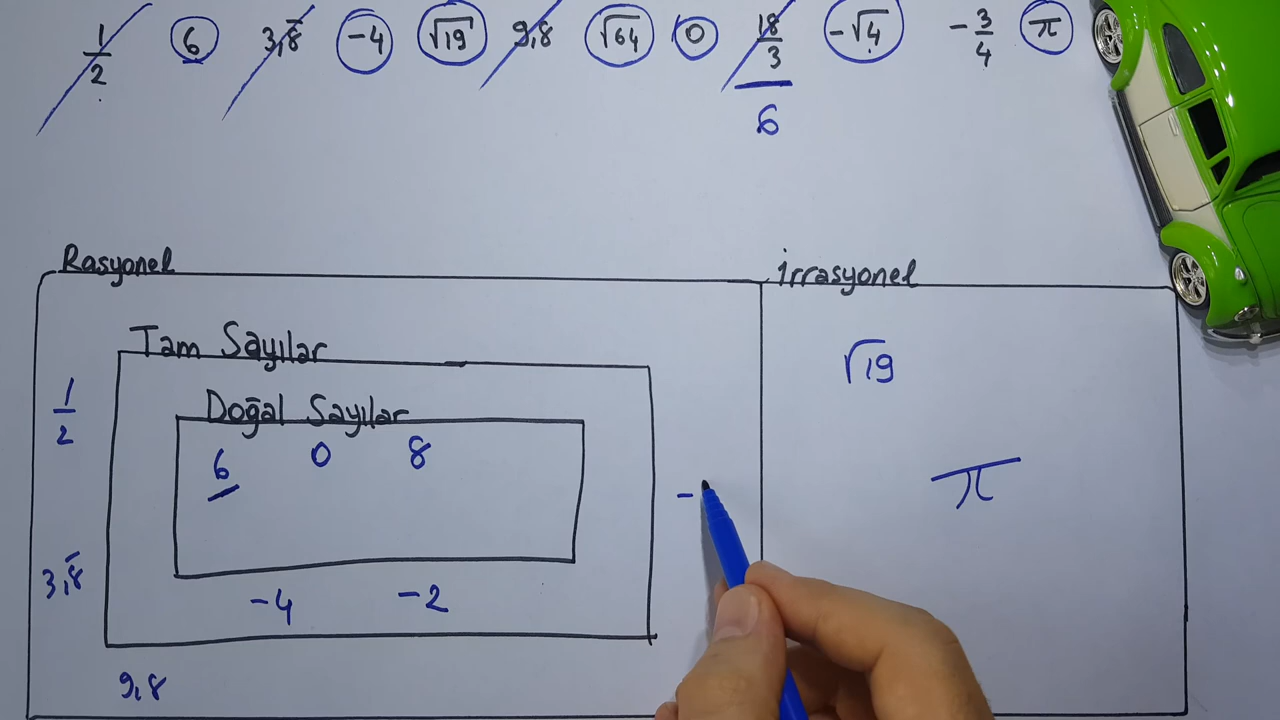 1/2 6 3,8̅ -4 √19 9,8 √64 0 18/3 -√4 -3/4 π
6
Rasyonel
İrrasyonel
Tam Sayılar
√19
1/2
Doğal Sayılar
6 0 8
-
π
3,8̅
-4 -2
9,8